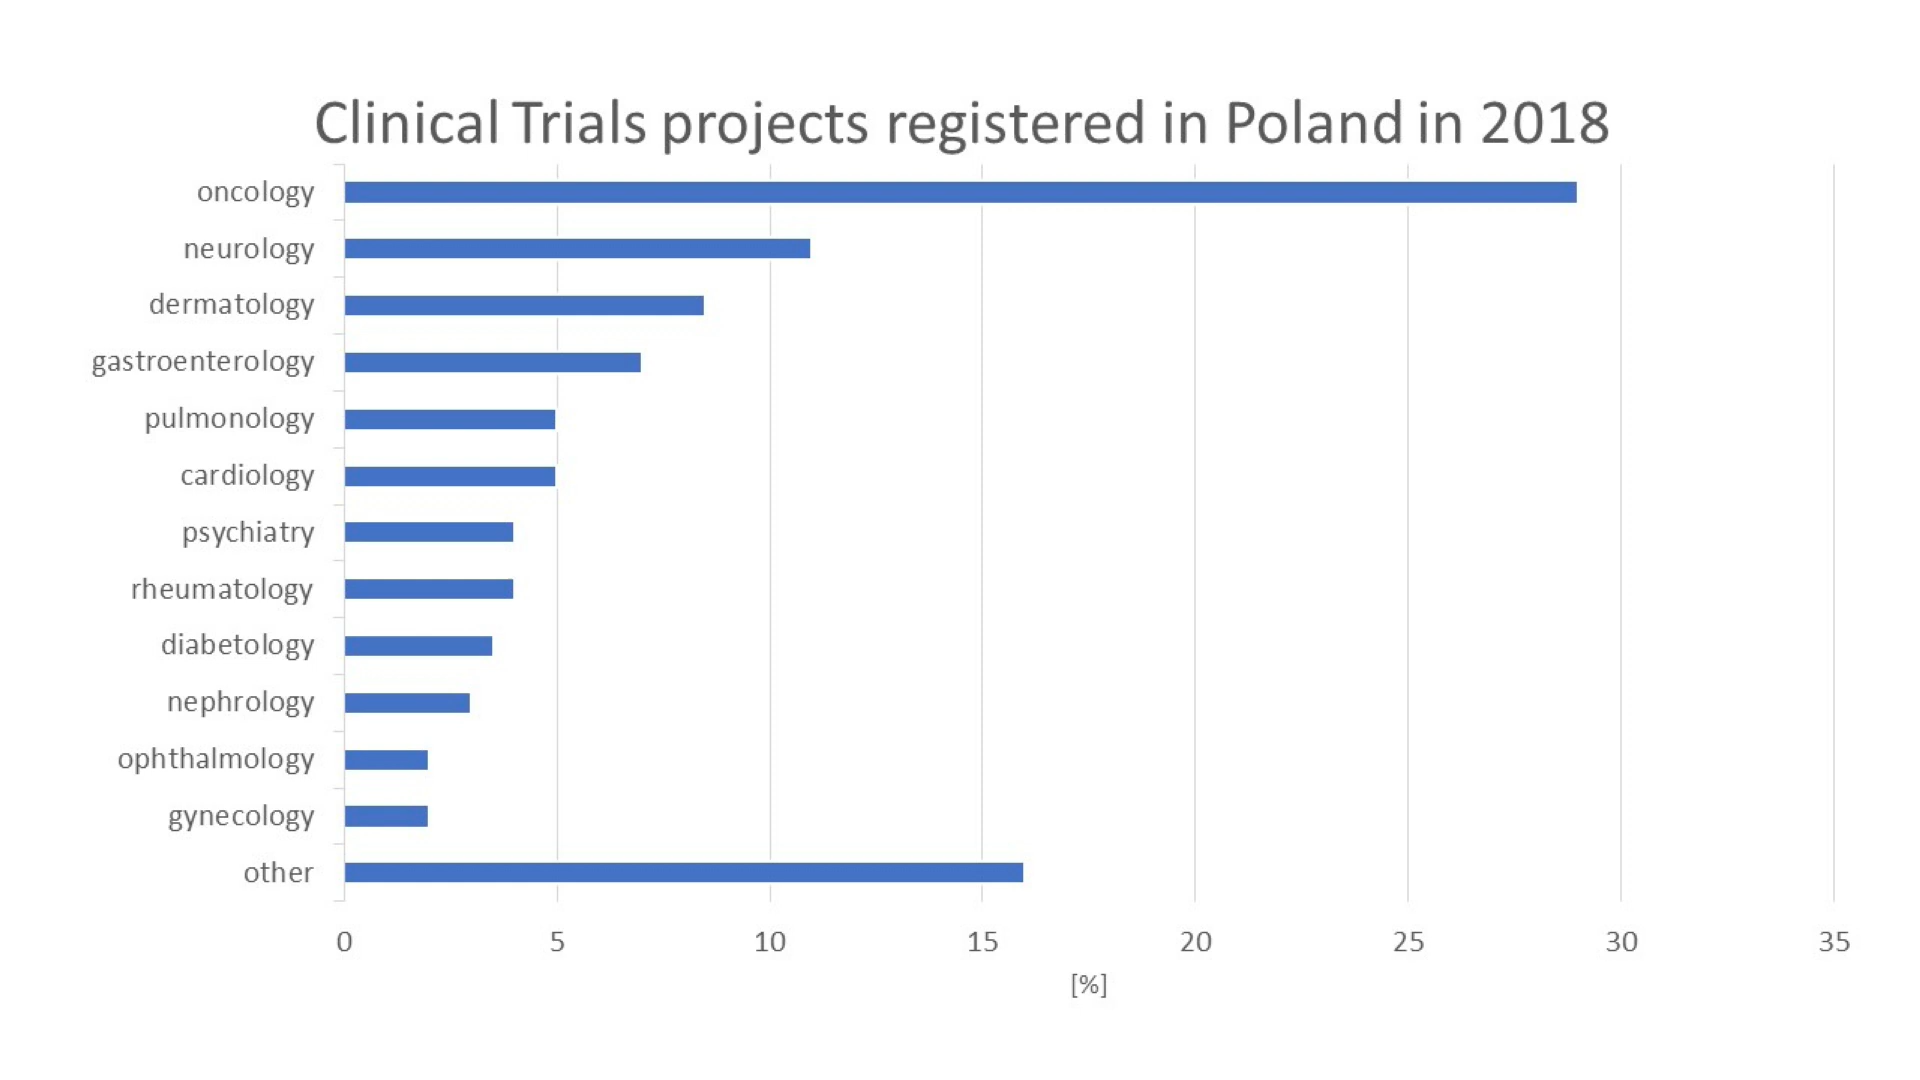 Clinical Trials projects registered in Poland in 2018
oncology
neurology
dermatology
gastroenterology
pulmonology
cardiology
psychiatry
rheumatology
diabetology
nephrology
ophthalmology
gynecology
other
0 5 10 15 20 25 30 35
[%]